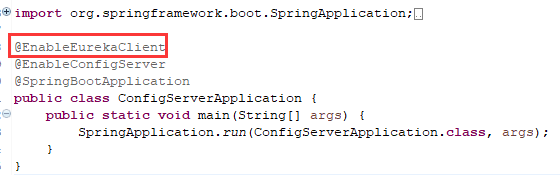 import org.springframework.boot.SpringApplication;
@EnableEurekaClient
@EnableConfigServer
@SpringBootApplication
public class ConfigServerApplication {
    public static void main(String[] args) {
        SpringApplication.run(ConfigServerApplication.class, args);
    }
}